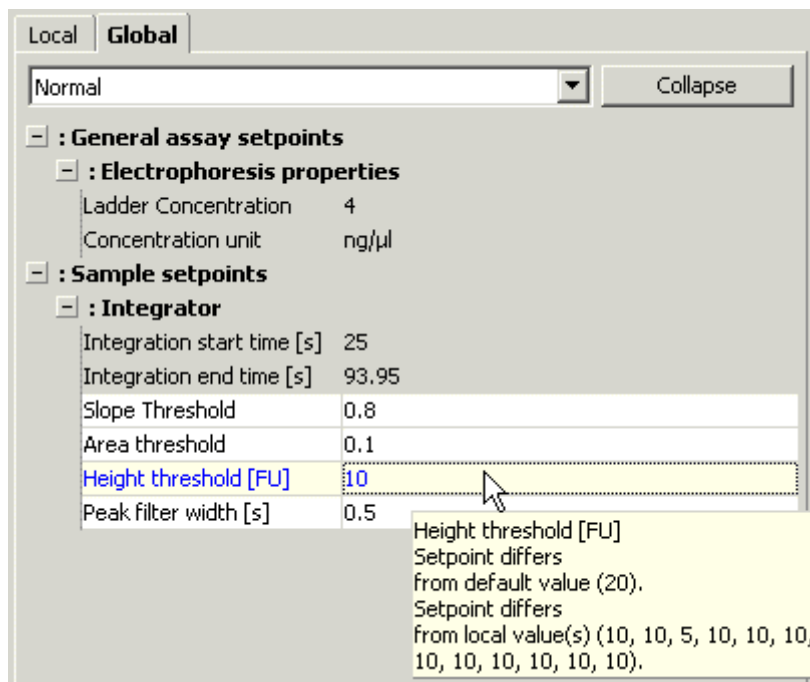 Local Global
Normal Collapse
: General assay setpoints
: Electrophoresis properties
Ladder Concentration 4
Concentration unit ng/µl
: Sample setpoints
: Integrator
Integration start time [s] 25
Integration end time [s] 93.95
Slope Threshold 0.8
Area threshold 0.1
Height threshold [FU] 10
Peak filter width [s] 0.5
Height threshold [FU]
Setpoint differs
from default value (20).
Setpoint differs
from local value(s) (10, 10, 5, 10, 10, 10,
10, 10, 10, 10, 10, 10).